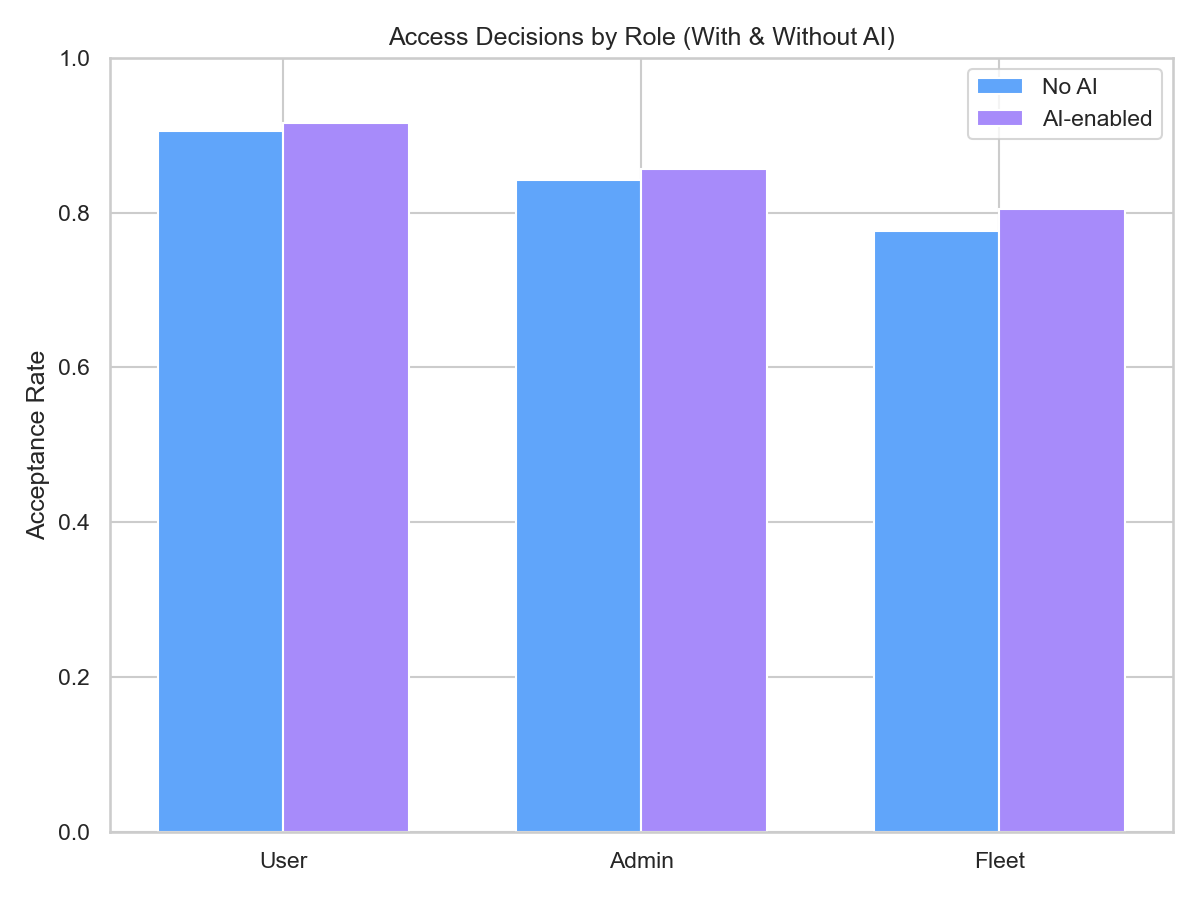 Access Decisions by Role (With & Without AI)
No AI
AI-enabled
Acceptance Rate
1.0
0.8
0.6
0.4
0.2
0.0
User
Admin
Fleet